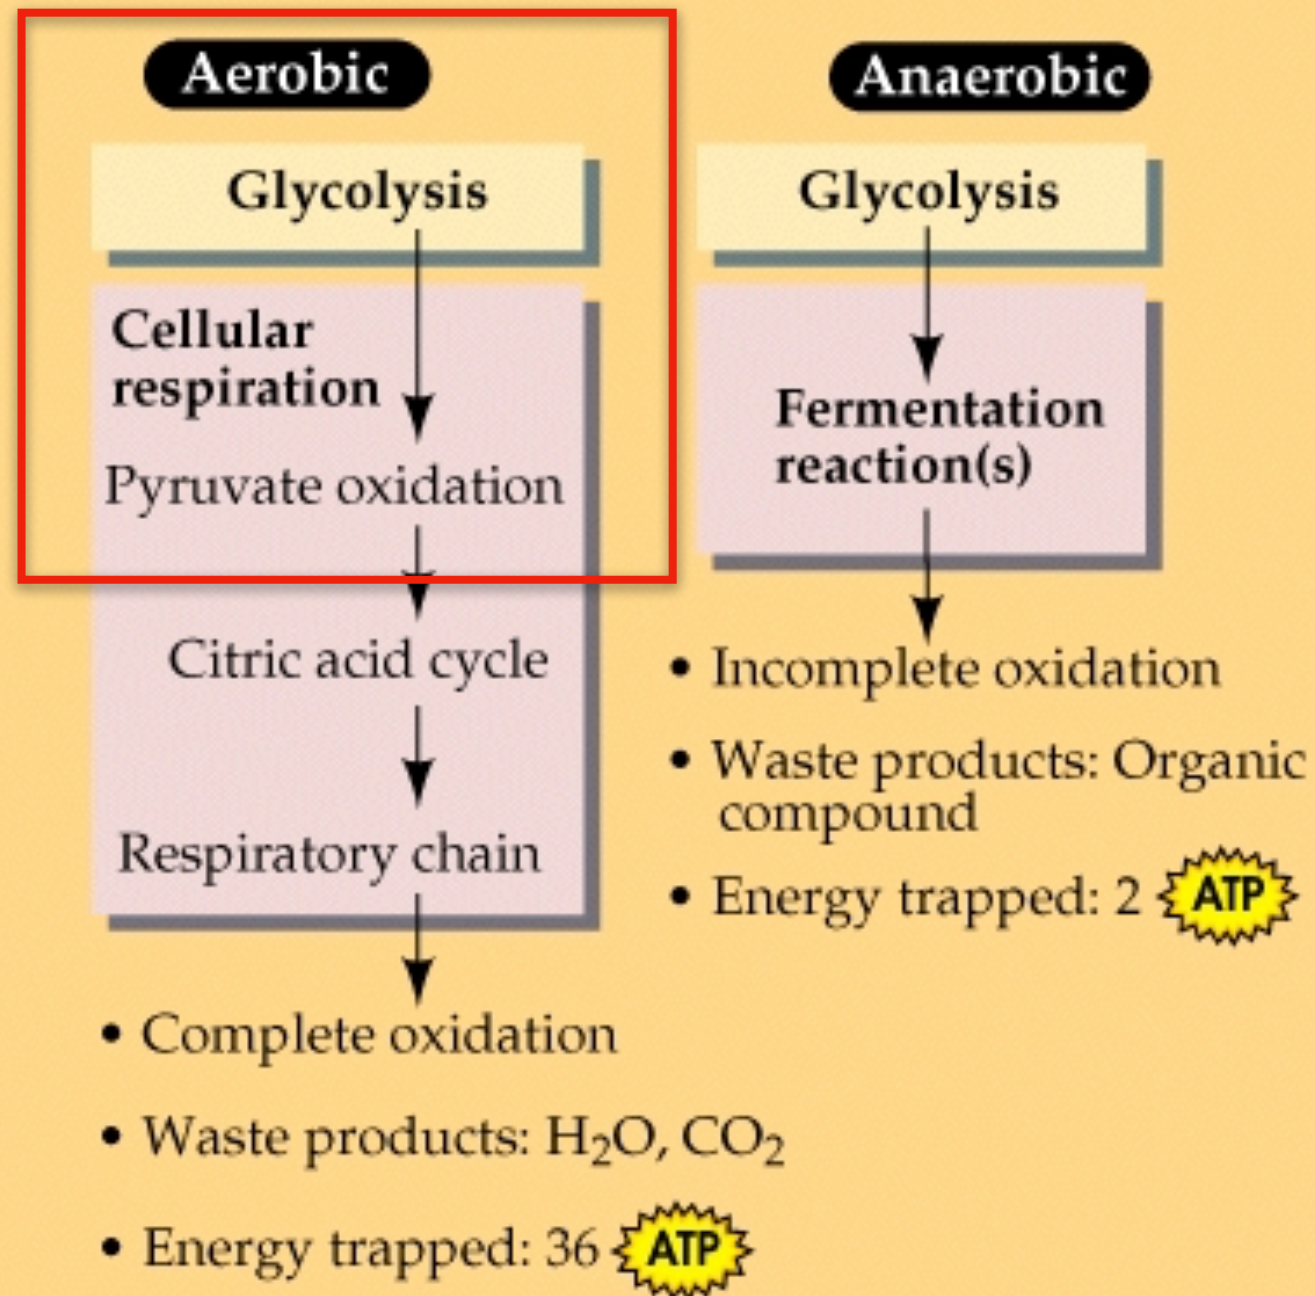 Aerobic
Glycolysis
Cellular
respiration
Pyruvate oxidation
Citric acid cycle
Respiratory chain
• Complete oxidation
• Waste products: H₂O, CO₂
• Energy trapped: 36 ATP
Anaerobic
Glycolysis
Fermentation
reaction(s)
• Incomplete oxidation
• Waste products: Organic
compound
• Energy trapped: 2 ATP